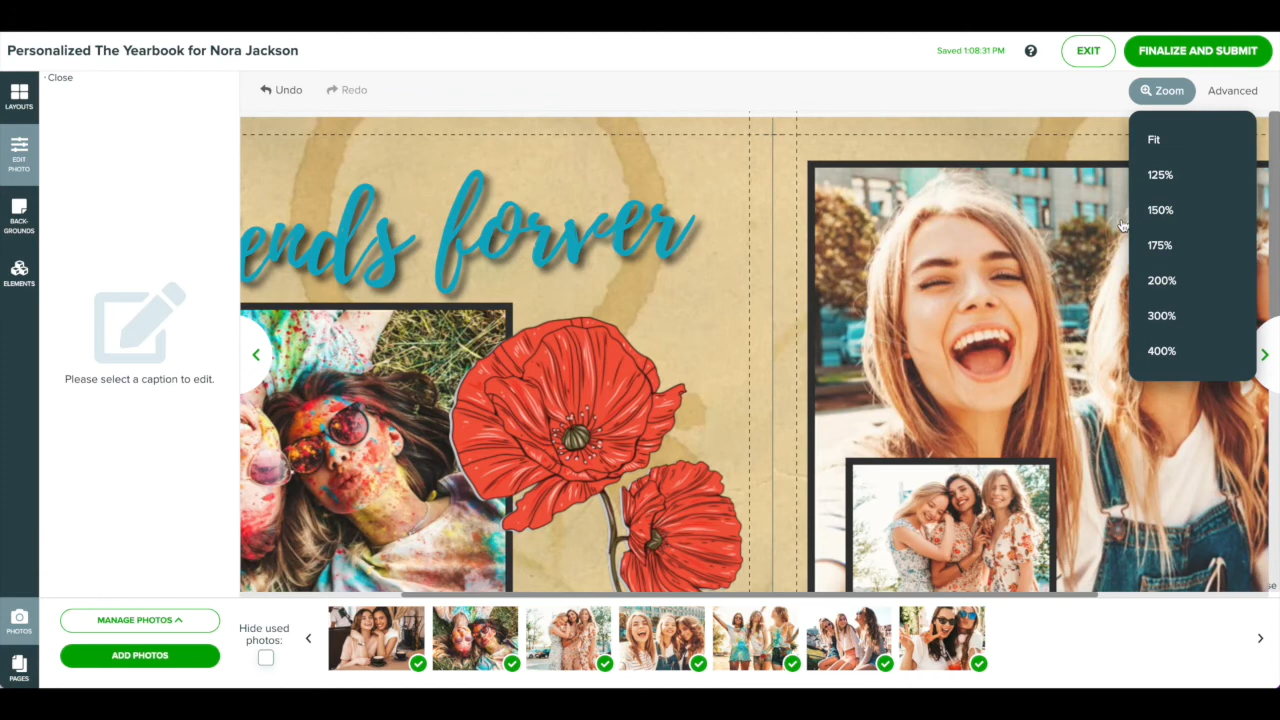 Personalized The Yearbook for Nora Jackson
Saved 1:08:31 PM
EXIT
FINALIZE AND SUBMIT
LAYOUTS
EDIT
PHOTO
BACK-
GROUNDS
ELEMENTS
PHOTOS
PAGES
Close
Undo
Redo
Zoom
Advanced
Fit
125%
150%
175%
200%
300%
400%
ends forver
Please select a caption to edit.
MANAGE PHOTOS
ADD PHOTOS
Hide used
photos: